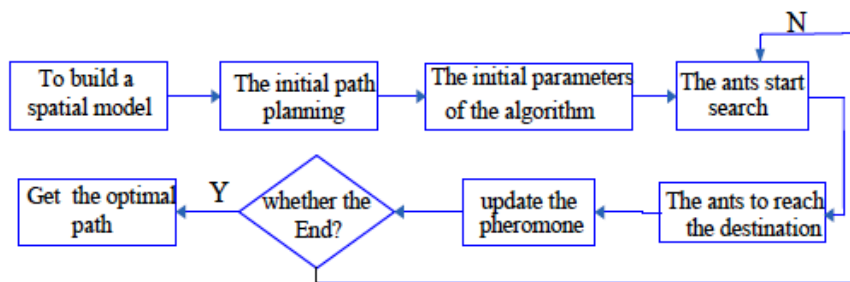 N
To build a
spatial model
The initial path
planning
The initial parameters
of the algorithm
The ants start
search
Get the optimal
path
Y
whether the
End?
update the
pheromone
The ants to reach
the destination